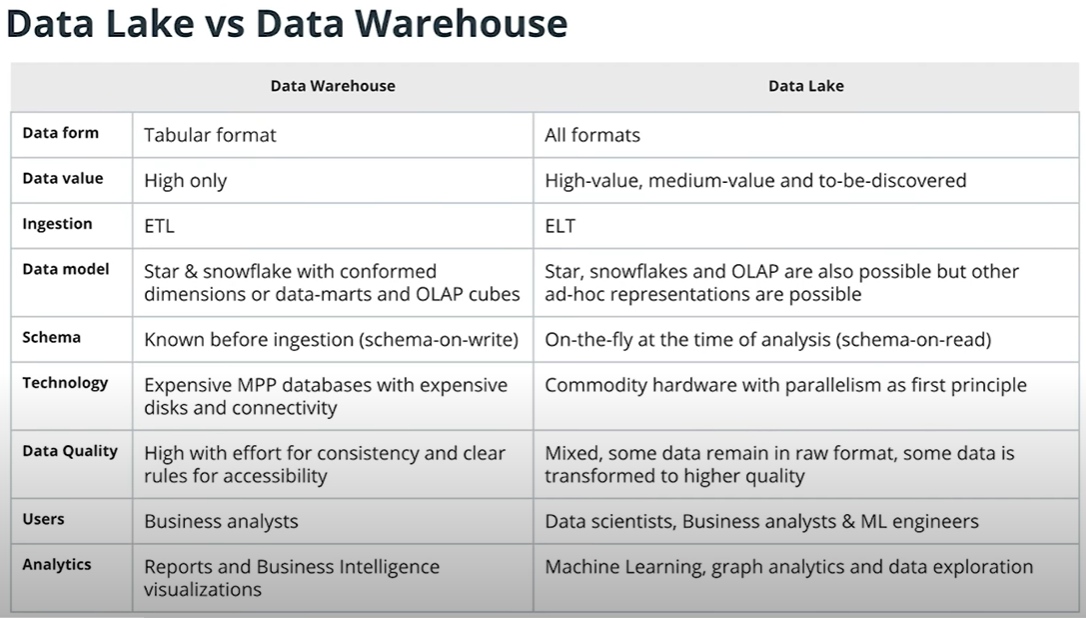 Data Lake vs Data Warehouse
Data Warehouse
Data Lake
Data form
Tabular format
All formats
Data value
High only
High-value, medium-value and to-be-discovered
Ingestion
ETL
ELT
Data model
Star & snowflake with conformed
dimensions or data-marts and OLAP cubes
Star, snowflakes and OLAP are also possible but other
ad-hoc representations are possible
Schema
Known before ingestion (schema-on-write)
On-the-fly at the time of analysis (schema-on-read)
Technology
Expensive MPP databases with expensive
disks and connectivity
Commodity hardware with parallelism as first principle
Data Quality
High with effort for consistency and clear
rules for accessibility
Mixed, some data remain in raw format, some data is
transformed to higher quality
Users
Business analysts
Data scientists, Business analysts & ML engineers
Analytics
Reports and Business Intelligence
visualizations
Machine Learning, graph analytics and data exploration